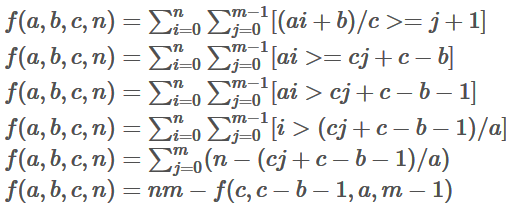 f(a, b, c, n) = ∑_{i=0}^{n} ∑_{j=0}^{m−1} [(ai + b)/c >= j + 1]
f(a, b, c, n) = ∑_{i=0}^{n} ∑_{j=0}^{m−1} [ai >= cj + c − b]
f(a, b, c, n) = ∑_{i=0}^{n} ∑_{j=0}^{m−1} [ai > cj + c − b − 1]
f(a, b, c, n) = ∑_{i=0}^{n} ∑_{j=0}^{m−1} [i > (cj + c − b − 1)/a]
f(a, b, c, n) = ∑_{j=0}^{m} (n − (cj + c − b − 1)/a)
f(a, b, c, n) = nm − f(c, c − b − 1, a, m − 1)